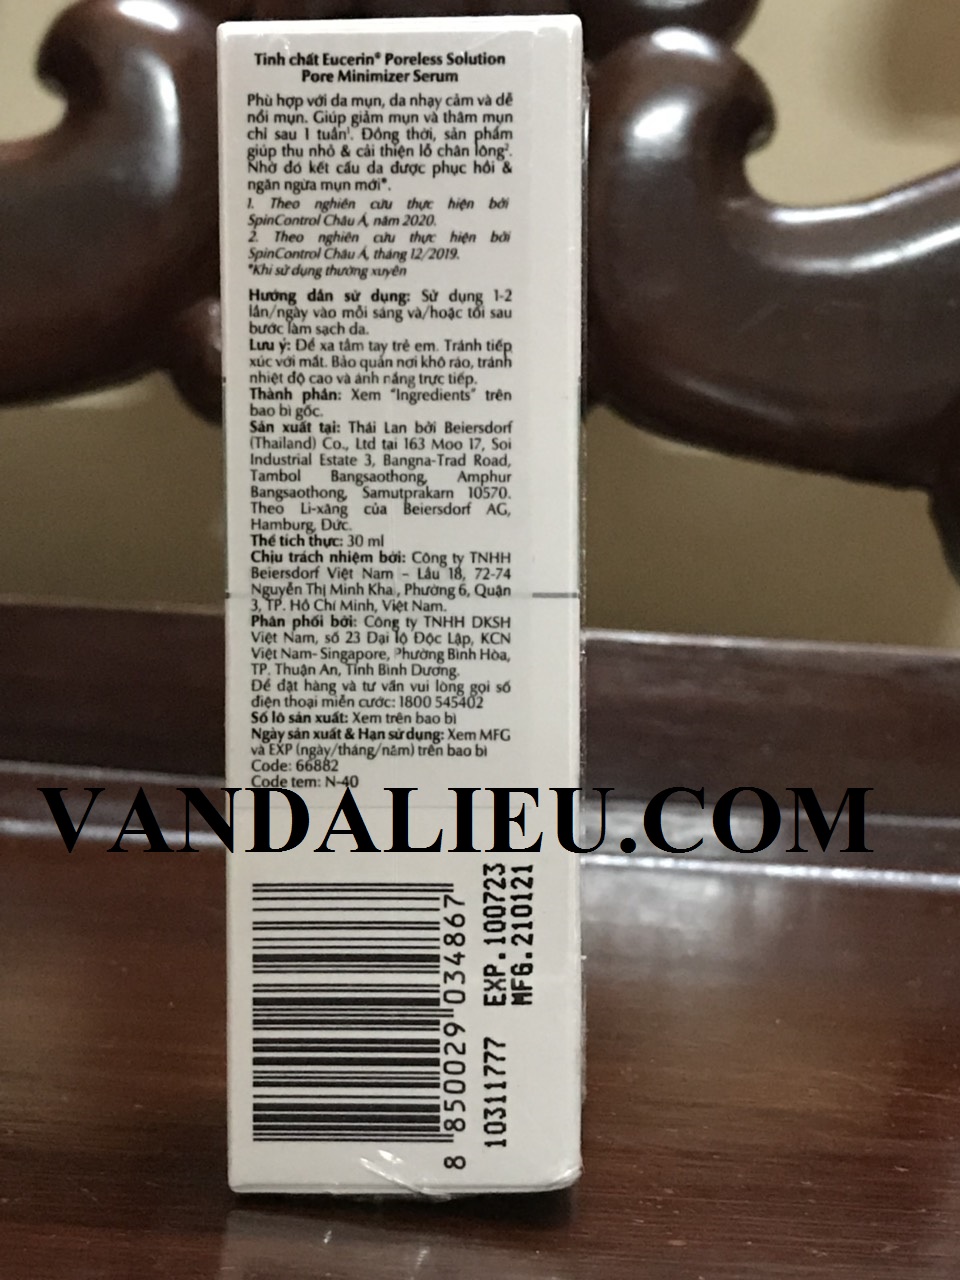 Tinh chất Eucerin® Poreless Solution
Pore Minimizer Serum
Phù hợp với da mụn, da nhạy cảm và dễ
nổi mụn. Giúp giảm mụn và thâm mụn
chỉ sau 1 tuần¹. Đồng thời, sản phẩm
giúp thu nhỏ & cải thiện lỗ chân lông².
Nhờ đó kết cấu da được phục hồi &
ngăn ngừa mụn mới*.
1. Theo nghiên cứu thực hiện bởi
SpinControl Châu Á, năm 2020.
2. Theo nghiên cứu thực hiện bởi
SpinControl Châu Á, tháng 12/2019.
*Khi sử dụng thường xuyên
Hướng dẫn sử dụng: Sử dụng 1-2
lần/ngày vào mỗi sáng và/hoặc tối sau
bước làm sạch da.
Lưu ý: Để xa tầm tay trẻ em. Tránh tiếp
xúc với mắt. Bảo quản nơi khô ráo, tránh
nhiệt độ cao và ánh nắng trực tiếp.
Thành phần: Xem "Ingredients" trên
bao bì gốc.
Sản xuất tại: Thái Lan bởi Beiersdorf
(Thailand) Co., Ltd tại 163 Moo 17, Soi
Industrial Estate 3, Bangna-Trad Road,
Tambol Bangsaothong, Amphur
Bangsaothong, Samutprakarn 10570.
Theo Li-xăng của Beiersdorf AG,
Hamburg, Đức.
Thể tích thực: 30 ml
Chịu trách nhiệm bởi: Công ty TNHH
Beiersdorf Việt Nam – Lầu 18, 72-74
Nguyễn Thị Minh Kha, Phường 6, Quận
3, TP. Hồ Chí Minh, Việt Nam.
Phân phối bởi: Công ty TNHH DKSH
Việt Nam, số 23 Đại lộ Độc Lập, KCN
Việt Nam- Singapore, Phường Bình Hòa,
TP. Thuận An, Tỉnh Bình Dương.
Để đặt hàng và tư vấn vui lòng gọi số
điện thoại miễn cước: 1800 545402
Số lô sản xuất: Xem trên bao bì
Ngày sản xuất & Hạn sử dụng: Xem MFG
và EXP (ngày/tháng/năm) trên bao bì
Code: 66882
Code tem: N-40
VANDALIEU.COM
8 850029 034867
10311777 EXP.100723
MFG.210121